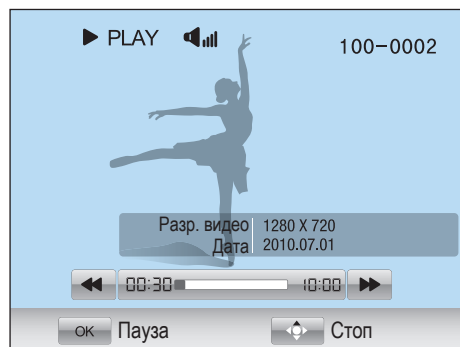 PLAY
100-0002
Разр. видео 1280 X 720
Дата 2010.07.01
00:30 10:00
OK Пауза
Стоп